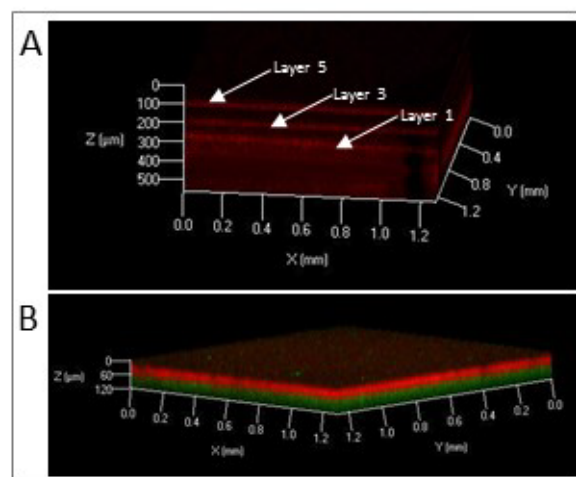 A
Layer 5
Layer 3
Layer 1
0
100
200
Z (µm)
300
400
500
0.0
0.4
0.8
Y (mm)
1.2
0.0 0.2 0.4 0.6 0.8 1.0 1.2
X (mm)
B
0
Z (µm) 60
120
0.0 0.2 0.4 0.6 0.8 1.0 1.2
X (mm)
1.2 1.0 0.8 0.6 0.4 0.2 0.0
Y (mm)